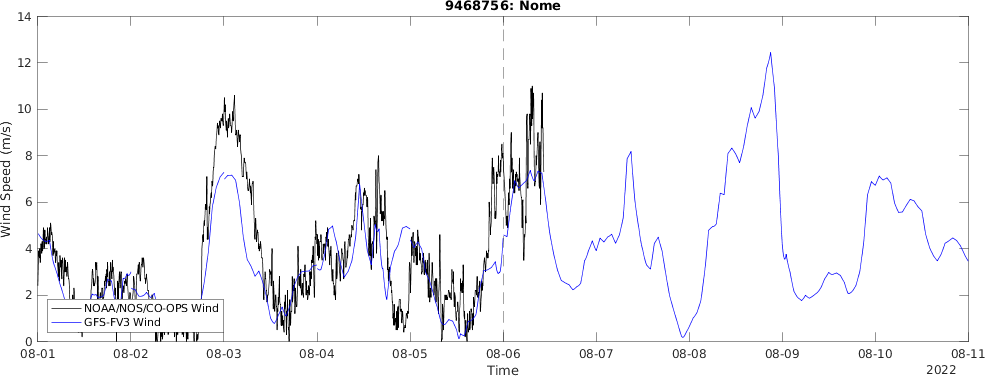 9468756: Nome
14
12
10
8
6
4
2
0
Wind Speed (m/s)
NOAA/NOS/CO-OPS Wind
GFS-FV3 Wind
08-01 08-02 08-03 08-04 08-05 08-06 08-07 08-08 08-09 08-10 08-11
Time
2022